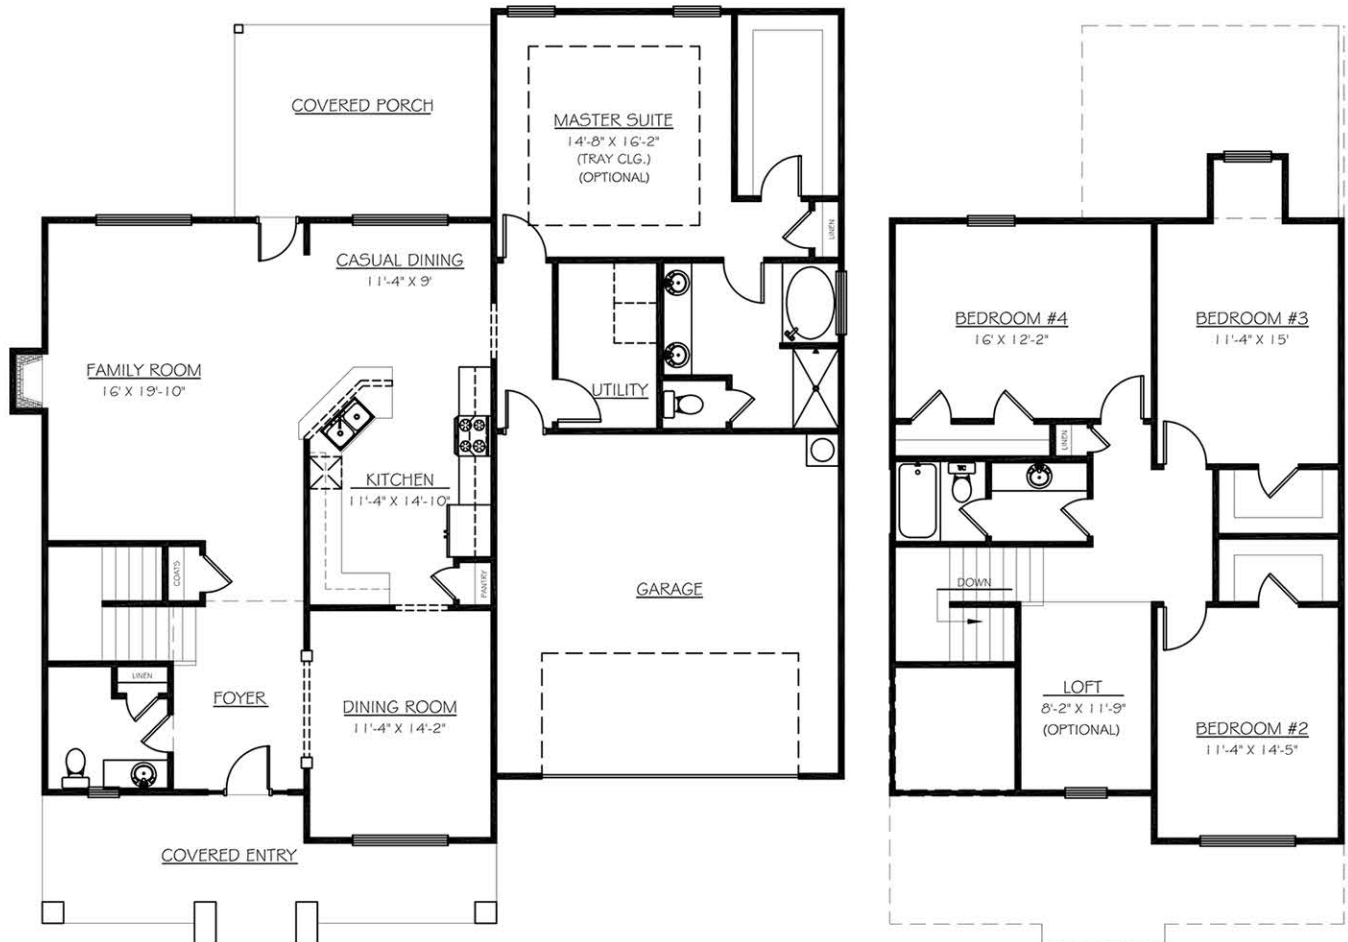 COVERED PORCH
MASTER SUITE
14'-8" X 16'-2"
(TRAY CLG.)
(OPTIONAL)
LINEN
CASUAL DINING
11'-4" X 9'
FAMILY ROOM
16' X 19'-10"
UTILITY
KITCHEN
11'-4" X 14'-10"
COATS
PANTRY
GARAGE
LINEN
FOYER
DINING ROOM
11'-4" X 14'-2"
COVERED ENTRY
BEDROOM #4
16' X 12'-2"
BEDROOM #3
11'-4" X 15'
LINEN
DOWN
LOFT
8'-2" X 11'-9"
(OPTIONAL)
BEDROOM #2
11'-4" X 14'-5"